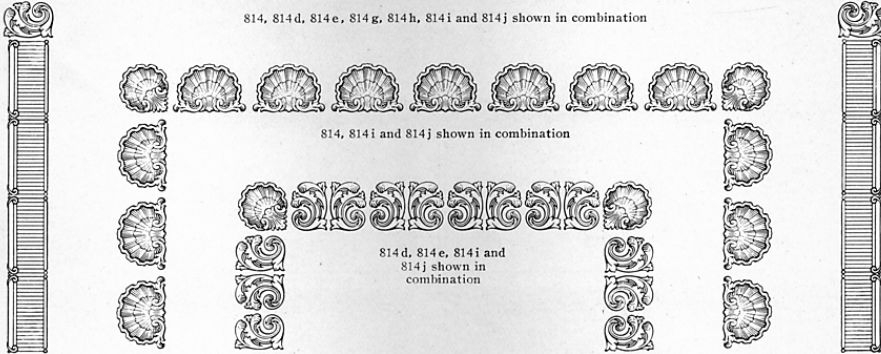 814, 814d, 814e, 814g, 814h, 814i and 814j shown in combination
814, 814i and 814j shown in combination
814d, 814e, 814i and
814j shown in
combination